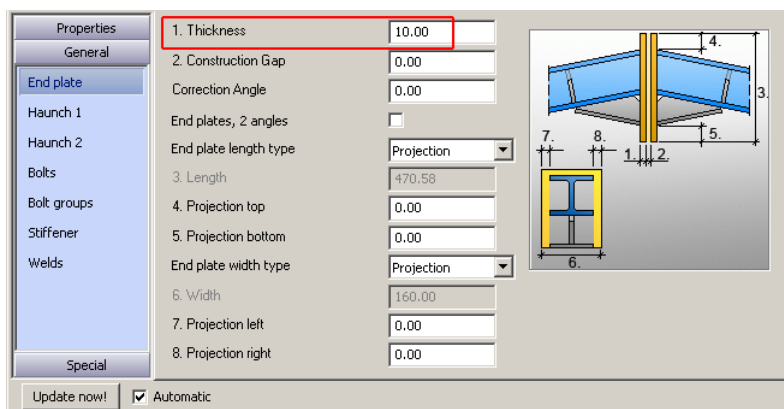 Properties
General
End plate
Haunch 1
Haunch 2
Bolts
Bolt groups
Stiffener
Welds
Special
1. Thickness 10.00
2. Construction Gap 0.00
Correction Angle 0.00
End plates, 2 angles
End plate length type Projection
3. Length 470.58
4. Projection top 0.00
5. Projection bottom 0.00
End plate width type Projection
6. Width 160.00
7. Projection left 0.00
8. Projection right 0.00
4.
3.
5.
7. 8.
1. 2.
6.
Update now! Automatic